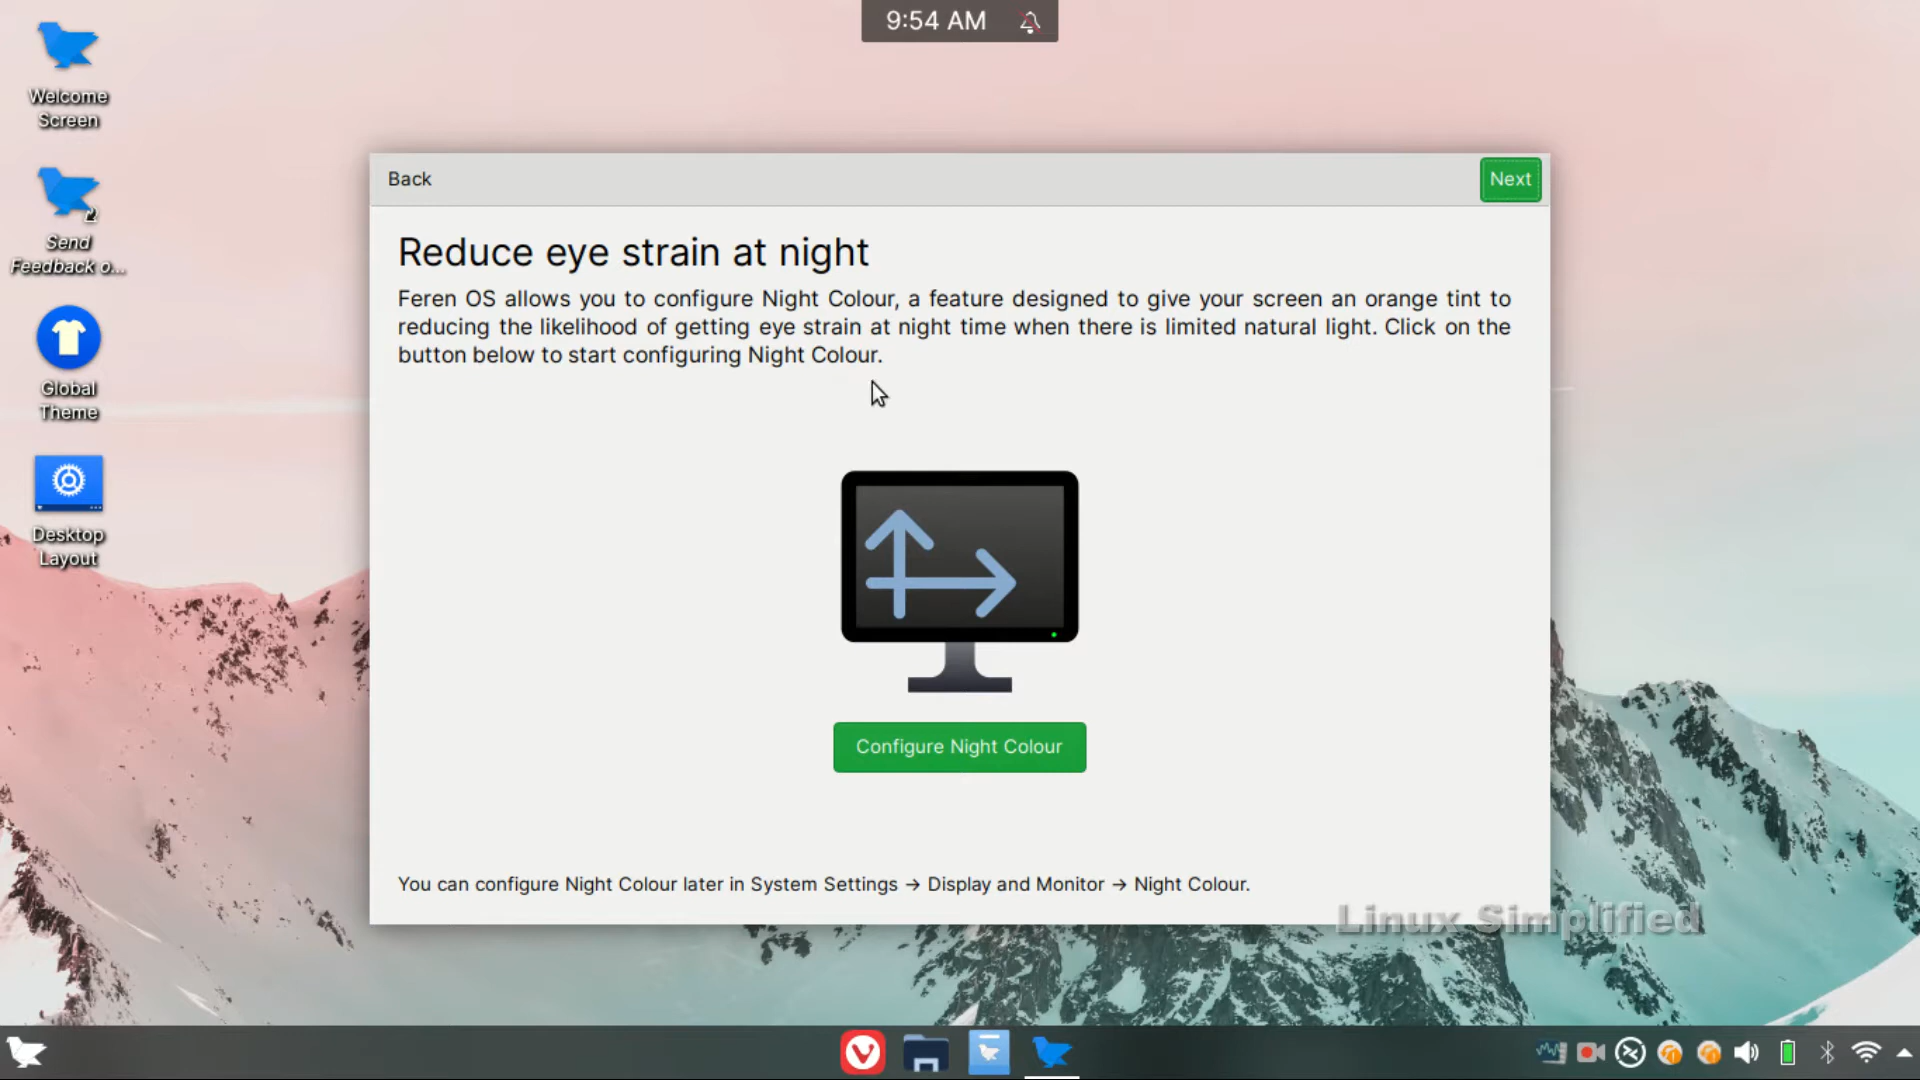 9:54 AM
Welcome
Screen
Send
Feedback o...
Global
Theme
Desktop
Layout
Back
Next
Reduce eye strain at night
Feren OS allows you to configure Night Colour, a feature designed to give your screen an orange tint to
reducing the likelihood of getting eye strain at night time when there is limited natural light. Click on the
button below to start configuring Night Colour.
Configure Night Colour
You can configure Night Colour later in System Settings → Display and Monitor → Night Colour.
Linux Simplified